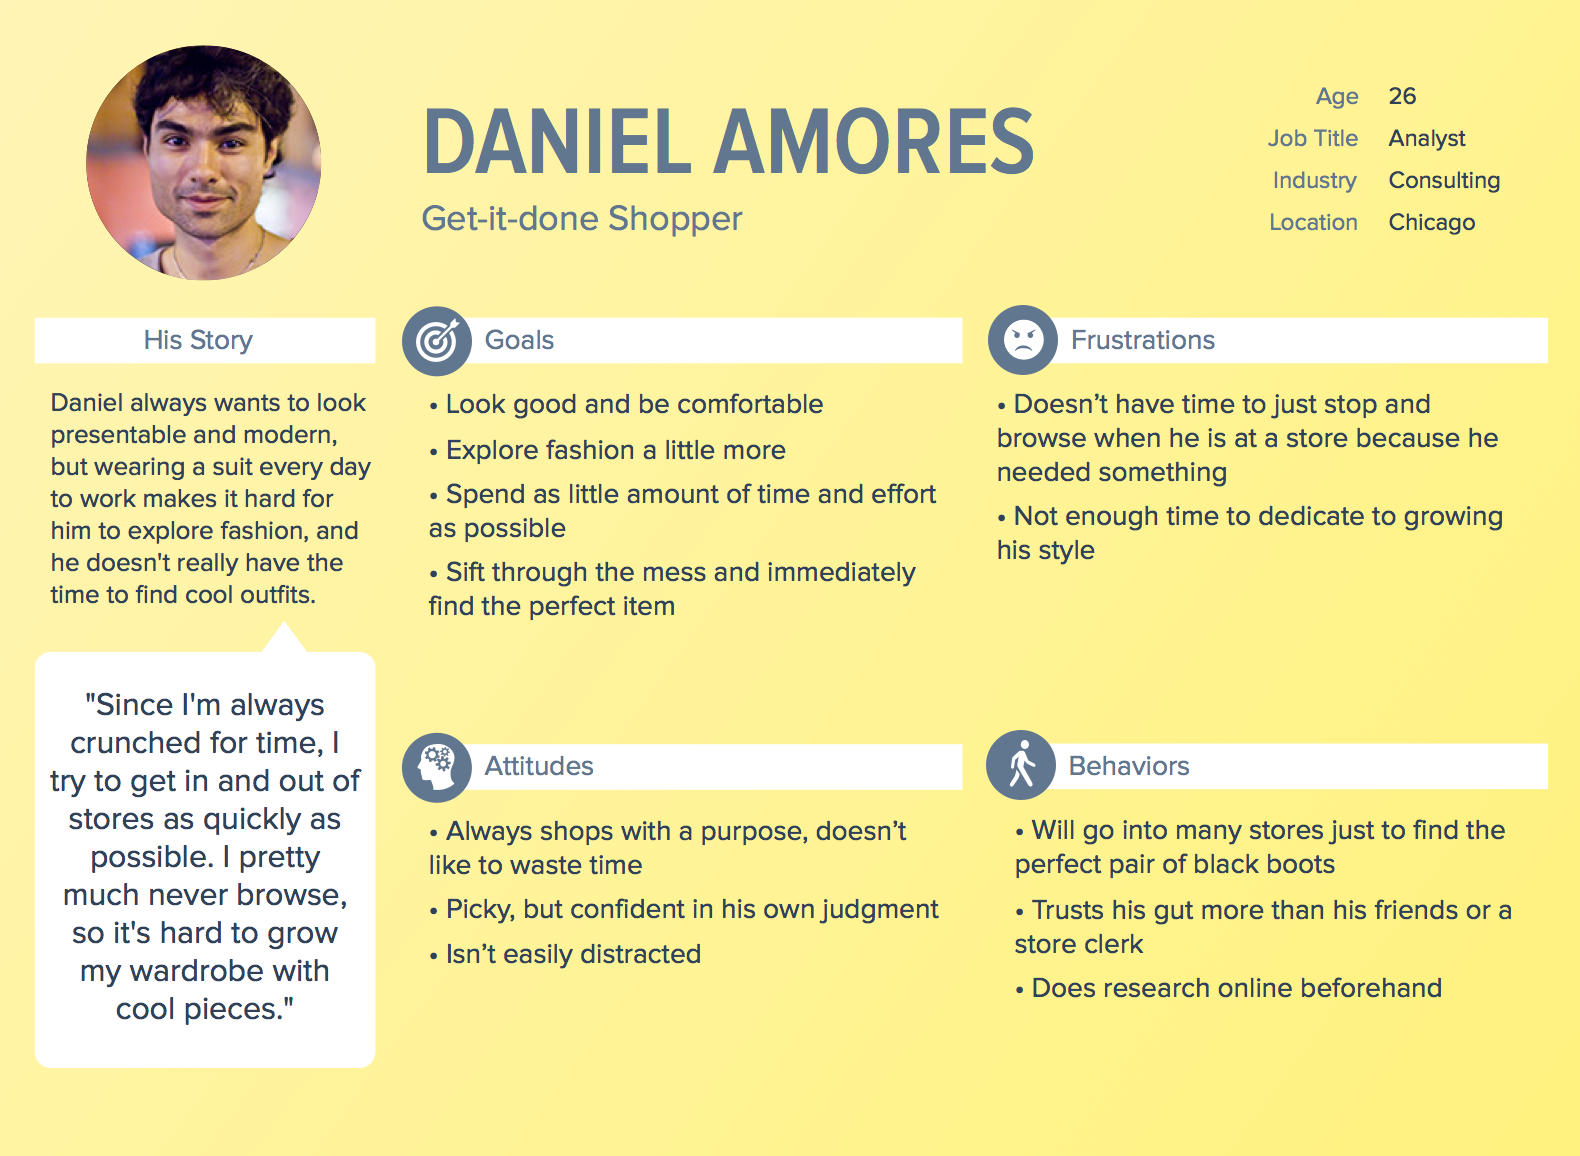 DANIEL AMORES
Get-it-done Shopper
Age 26
Job Title Analyst
Industry Consulting
Location Chicago
His Story
Daniel always wants to look
presentable and modern,
but wearing a suit every day
to work makes it hard for
him to explore fashion, and
he doesn't really have the
time to find cool outfits.
"Since I'm always
crunched for time, I
try to get in and out of
stores as quickly as
possible. I pretty
much never browse,
so it's hard to grow
my wardrobe with
cool pieces."
Goals
• Look good and be comfortable
• Explore fashion a little more
• Spend as little amount of time and effort
as possible
• Sift through the mess and immediately
find the perfect item
Frustrations
• Doesn’t have time to just stop and
browse when he is at a store because he
needed something
• Not enough time to dedicate to growing
his style
Attitudes
• Always shops with a purpose, doesn’t
like to waste time
• Picky, but confident in his own judgment
• Isn’t easily distracted
Behaviors
• Will go into many stores just to find the
perfect pair of black boots
• Trusts his gut more than his friends or a
store clerk
• Does research online beforehand